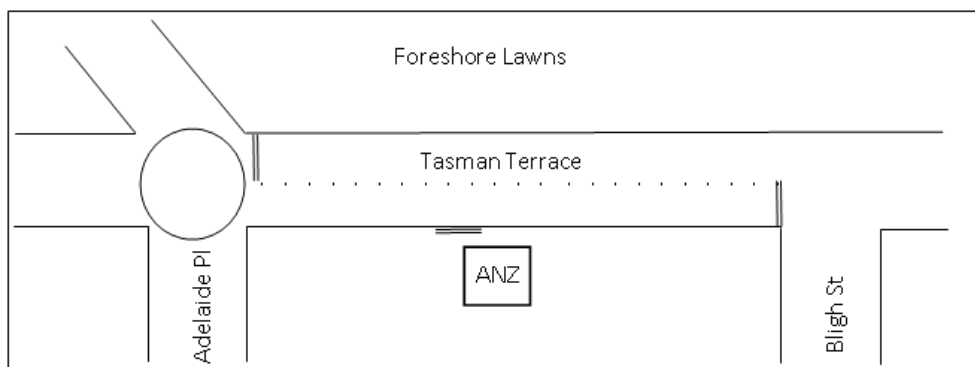 Foreshore Lawns
Tasman Terrace
ANZ
Adelaide Pl
Bligh St